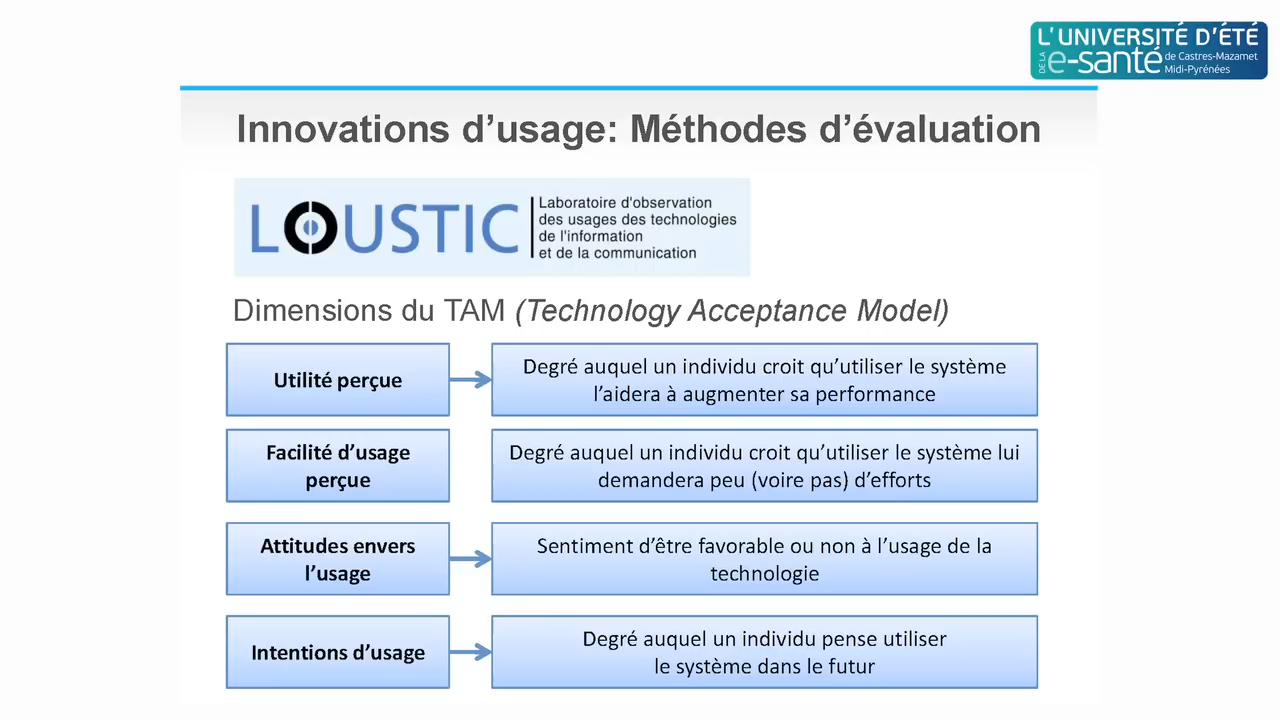 L'UNIVERSITÉ D'ÉTÉ
DE LA e-santé de Castres-Mazamet
Midi-Pyrénées
Innovations d'usage: Méthodes d'évaluation
LOUSTIC
Laboratoire d'observation
des usages des technologies
de l'information
et de la communication
Dimensions du TAM (Technology Acceptance Model)
Utilité perçue
Degré auquel un individu croit qu'utiliser le système
l'aidera à augmenter sa performance
Facilité d'usage
perçue
Degré auquel un individu croit qu'utiliser le système lui
demandera peu (voire pas) d'efforts
Attitudes envers
l'usage
Sentiment d'être favorable ou non à l'usage de la
technologie
Intentions d'usage
Degré auquel un individu pense utiliser
le système dans le futur